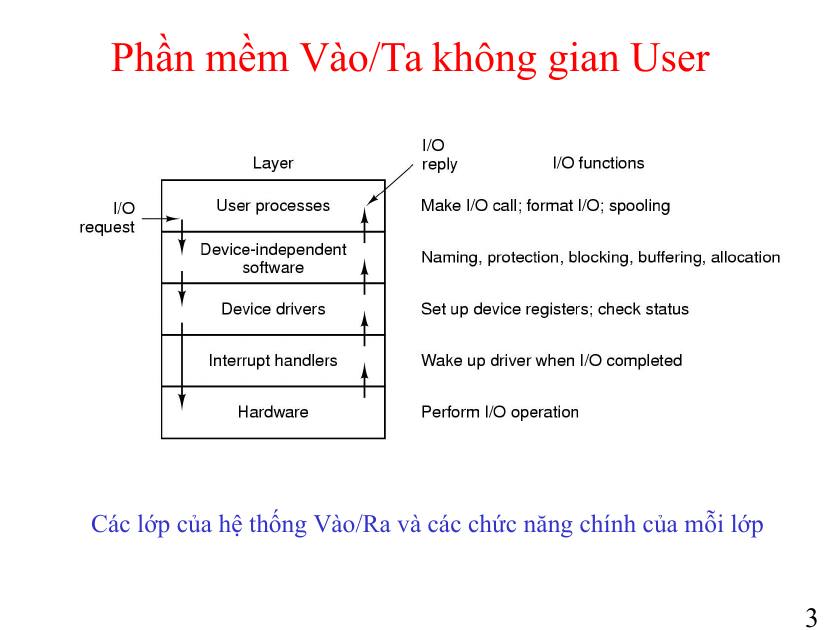 Phần mềm Vào/Ta không gian User
I/O
reply
Layer
I/O functions
I/O
request
User processes
Make I/O call; format I/O; spooling
Device-independent
software
Naming, protection, blocking, buffering, allocation
Device drivers
Set up device registers; check status
Interrupt handlers
Wake up driver when I/O completed
Hardware
Perform I/O operation
Các lớp của hệ thống Vào/Ra và các chức năng chính của mỗi lớp
3